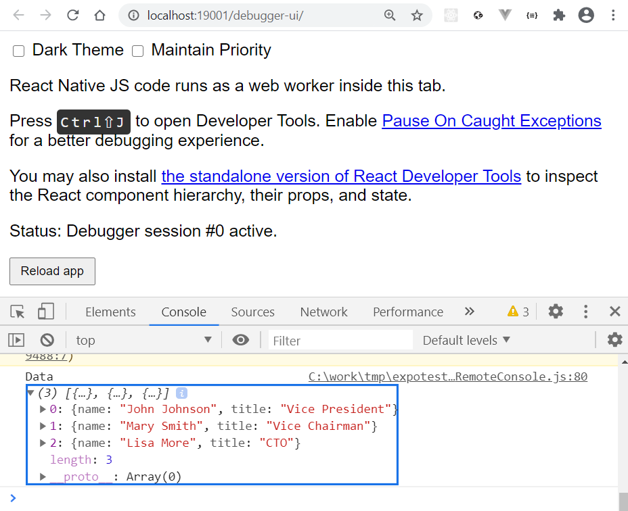 localhost:19001/debugger-ui/
Dark Theme Maintain Priority
React Native JS code runs as a web worker inside this tab.
Press Ctrl⇧J to open Developer Tools. Enable Pause On Caught Exceptions
for a better debugging experience.
You may also install the standalone version of React Developer Tools to inspect
the React component hierarchy, their props, and state.
Status: Debugger session #0 active.
Reload app
Elements Console Sources Network Performance » 3
top Filter Default levels
9488:7)
Data C:\work\tmp\expotest…RemoteConsole.js:80
(3) [{…}, {…}, {…}] i
0: {name: "John Johnson", title: "Vice President"}
1: {name: "Mary Smith", title: "Vice Chairman"}
2: {name: "Lisa More", title: "CTO"}
length: 3
__proto__: Array(0)